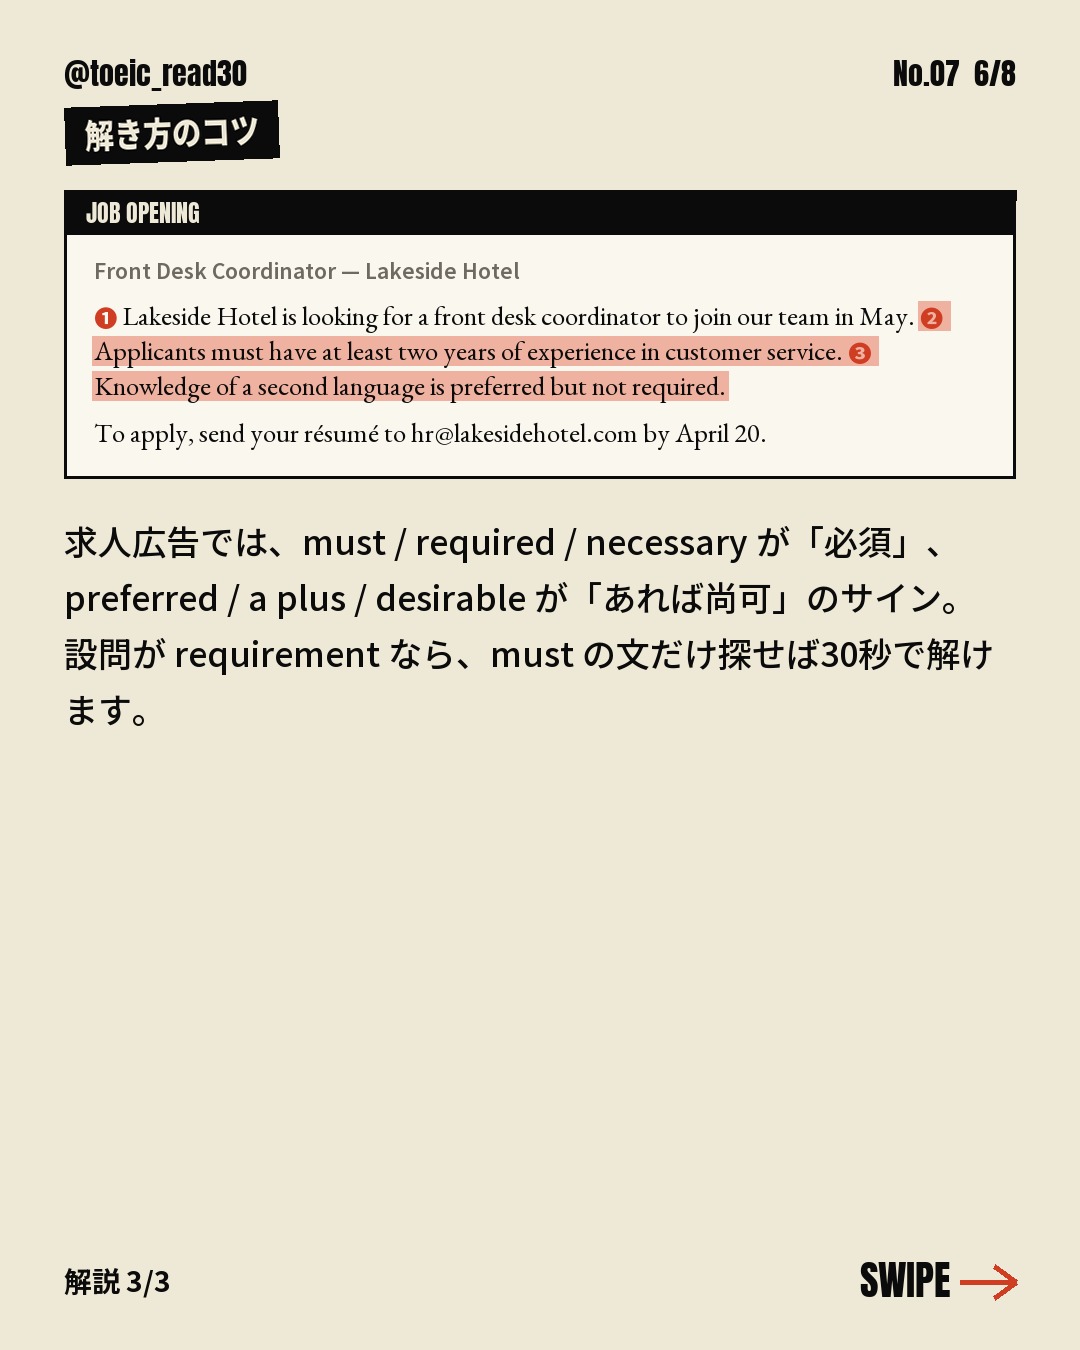 @toeic_read30
No.07 6/8
解き方のコツ
JOB OPENING
Front Desk Coordinator — Lakeside Hotel
❶ Lakeside Hotel is looking for a front desk coordinator to join our team in May. ❷
Applicants must have at least two years of experience in customer service. ❸
Knowledge of a second language is preferred but not required.
To apply, send your résumé to hr@lakesidehotel.com by April 20.
求人広告では、must / required / necessary が「必須」、
preferred / a plus / desirable が「あれば尚可」のサイン。
設問が requirement なら、must の文だけ探せば30秒で解け
ます。
解説 3/3
SWIPE